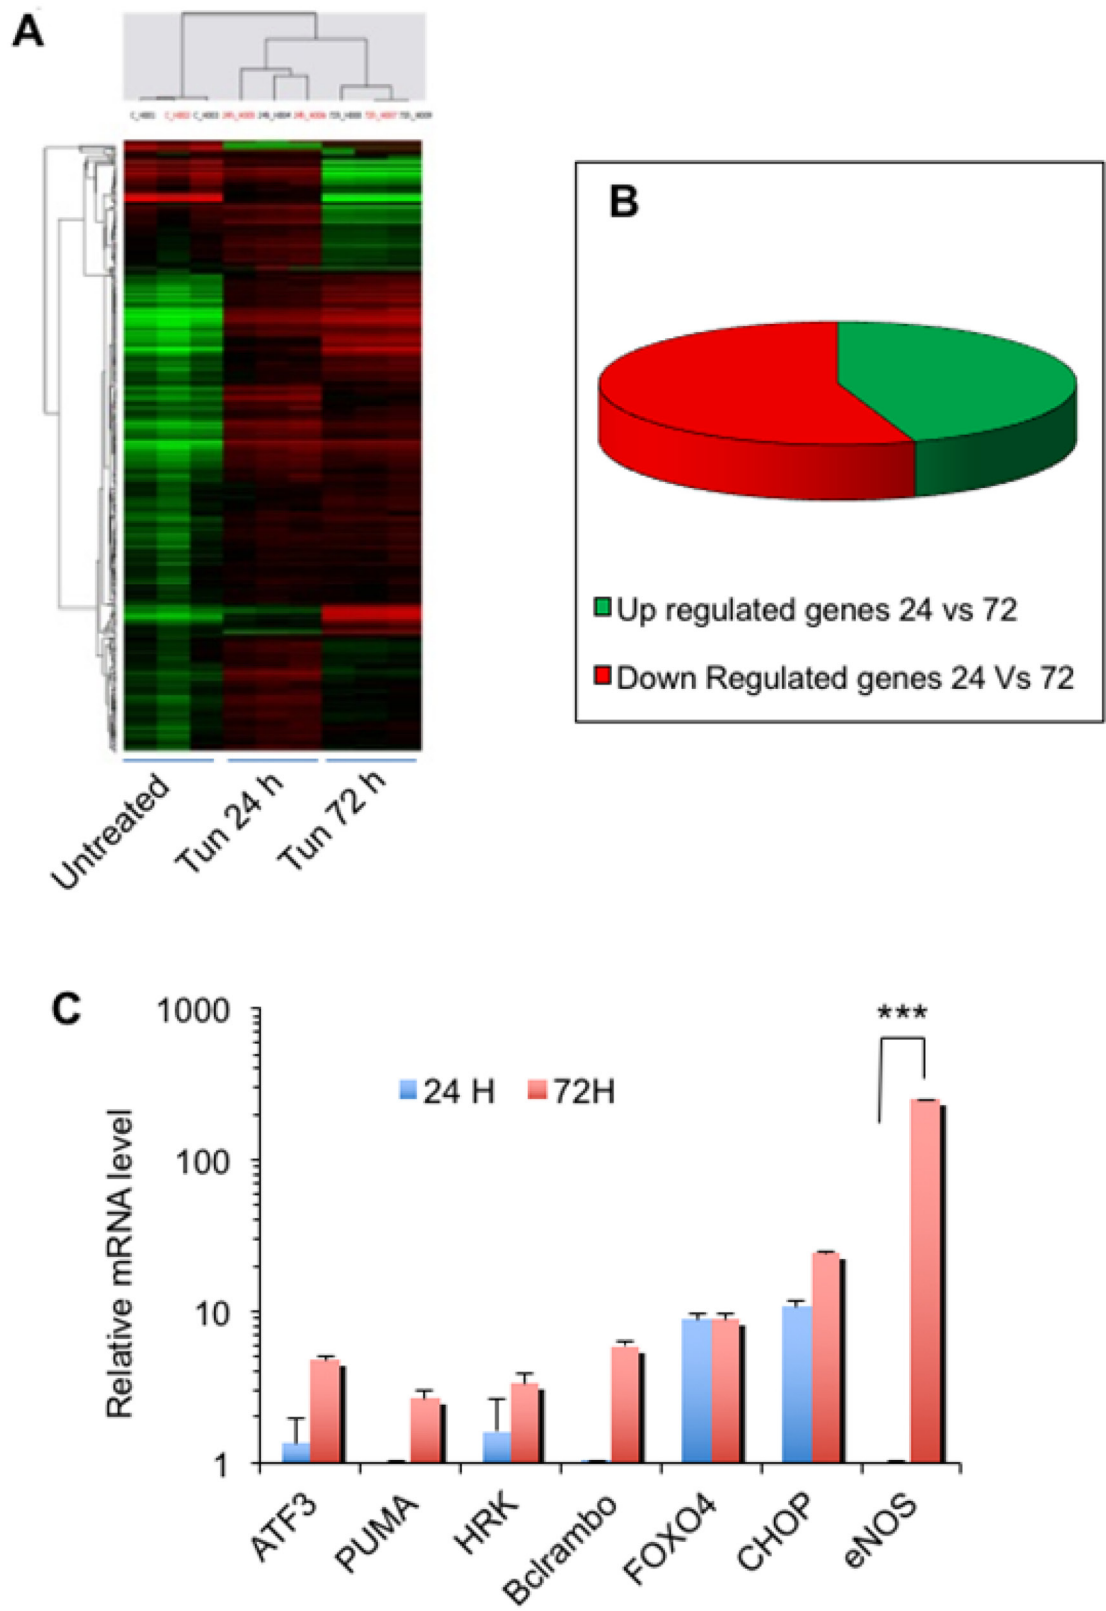 A
Untreated
Tun 24 h
Tun 72 h
B
Up regulated genes 24 vs 72
Down Regulated genes 24 Vs 72
C
***
24 H
72H
Relative mRNA level
1000
100
10
1
ATF3
PUMA
HRK
Bclrambo
FOXO4
CHOP
eNOS